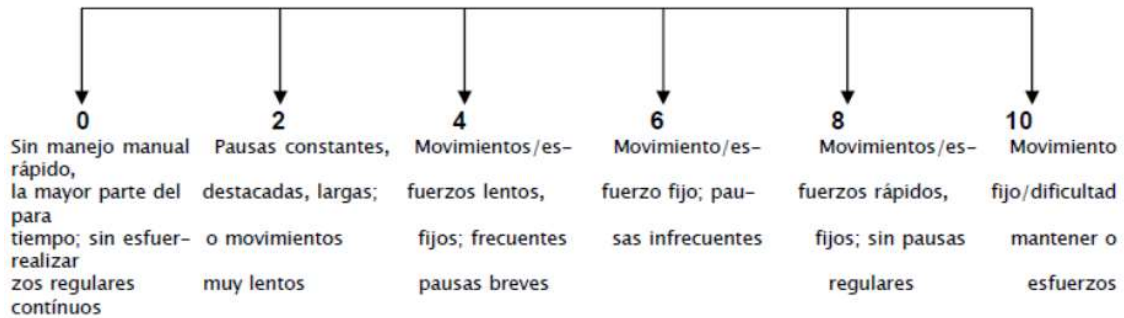 0 2 4 6 8 10
Sin manejo manual Pausas constantes, Movimientos/es- Movimiento/es- Movimientos/es- Movimiento
rápido,
la mayor parte del destacadas, largas; fuerzos lentos, fuerzo fijo; pau- fuerzos rápidos, fijo/dificultad
para
tiempo; sin esfuer- o movimientos fijos; frecuentes sas infrecuentes fijos; sin pausas mantener o
realizar
zos regulares muy lentos pausas breves regulares esfuerzos
contínuos